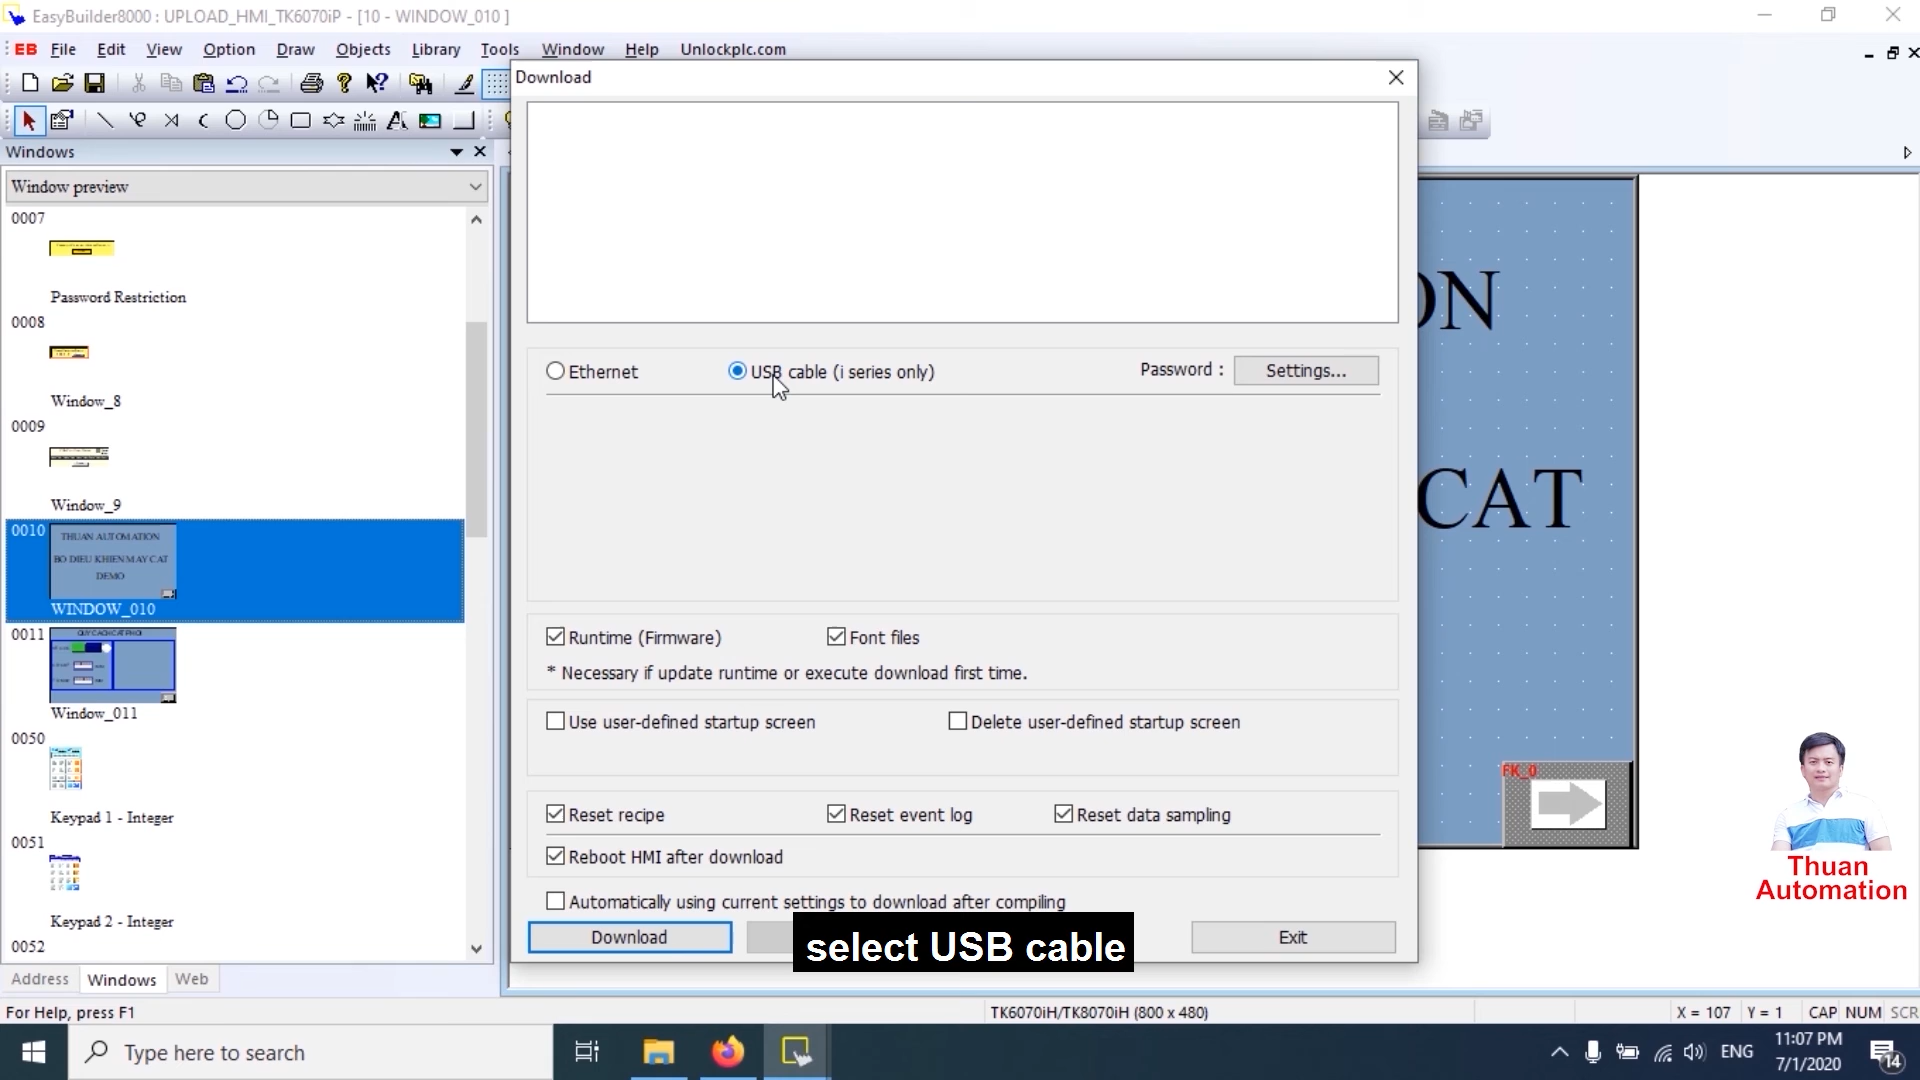 EasyBuilder8000 : UPLOAD_HMI_TK6070iP - [10 - WINDOW_010 ]
EB File Edit View Option Draw Objects Library Tools Window Help Unlockplc.com
Download
Windows
Window preview
0007
Password Restriction
0008
Window_8
0009
Window_9
0010
THUAN AUTOMATION
BO DIEU KHIEN MAY CAT
DEMO
WINDOW_010
0011
Window_011
0050
Keypad 1 - Integer
0051
Keypad 2 - Integer
0052
Address Windows Web
Ethernet USB cable (i series only) Password : Settings...
Runtime (Firmware) Font files
* Necessary if update runtime or execute download first time.
Use user-defined startup screen Delete user-defined startup screen
Reset recipe Reset event log Reset data sampling
Reboot HMI after download
Automatically using current settings to download after compiling
Download Exit
select USB cable
ON
CAT
FK_0
Thuan
Automation
For Help, press F1 TK6070iH/TK8070iH (800 x 480) X = 107 Y = 1 CAP NUM SCR
Type here to search
ENG
11:07 PM
7/1/2020
14